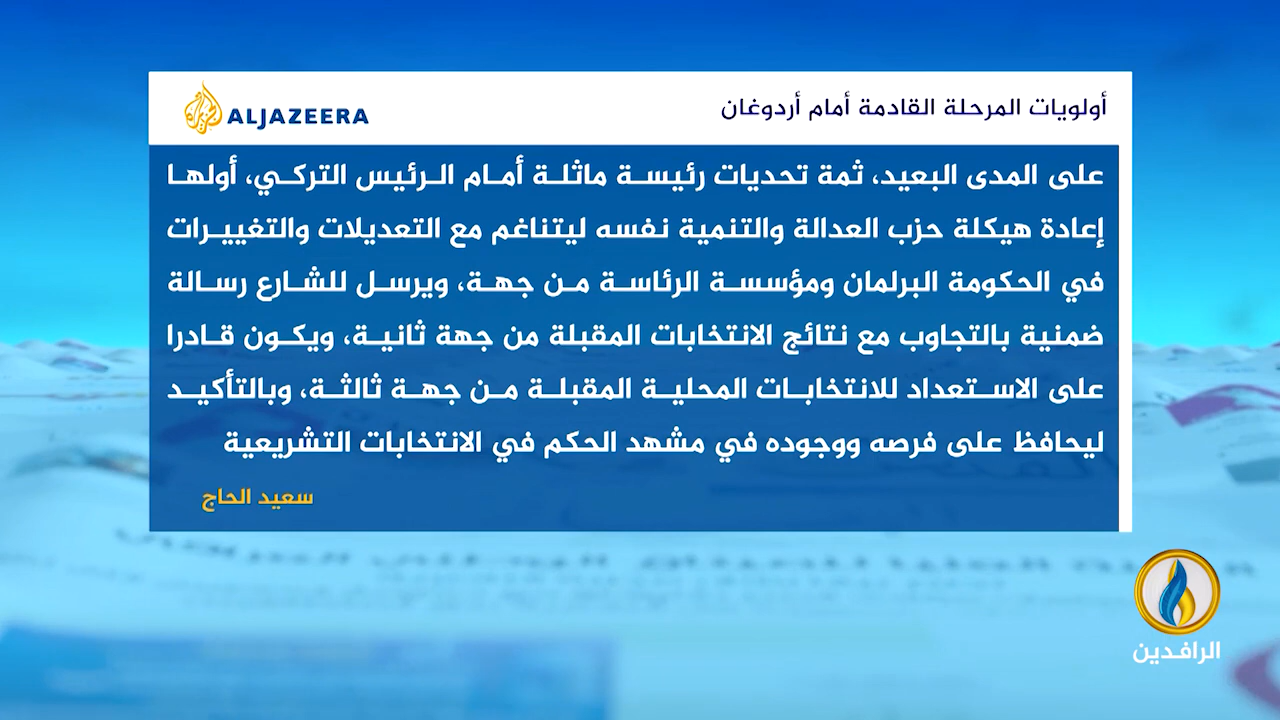 أولويات المرحلة القادمة أمام أردوغان
ALJAZEERA
على المدى البعيد، ثمة تحديات رئيسة ماثلة أمام الرئيس التركي، أولها
إعادة هيكلة حزب العدالة والتنمية نفسه ليتناغم مع التعديلات والتغييرات
في الحكومة البرلمان ومؤسسة الرئاسة من جهة، ويرسل للشارع رسالة
ضمنية بالتجاوب مع نتائج الانتخابات المقبلة من جهة ثانية، ويكون قادرا
على الاستعداد للانتخابات المحلية المقبلة من جهة ثالثة، وبالتأكيد
ليحافظ على فرصه ووجوده في مشهد الحكم في الانتخابات التشريعية
سعيد الحاج
الرافدين